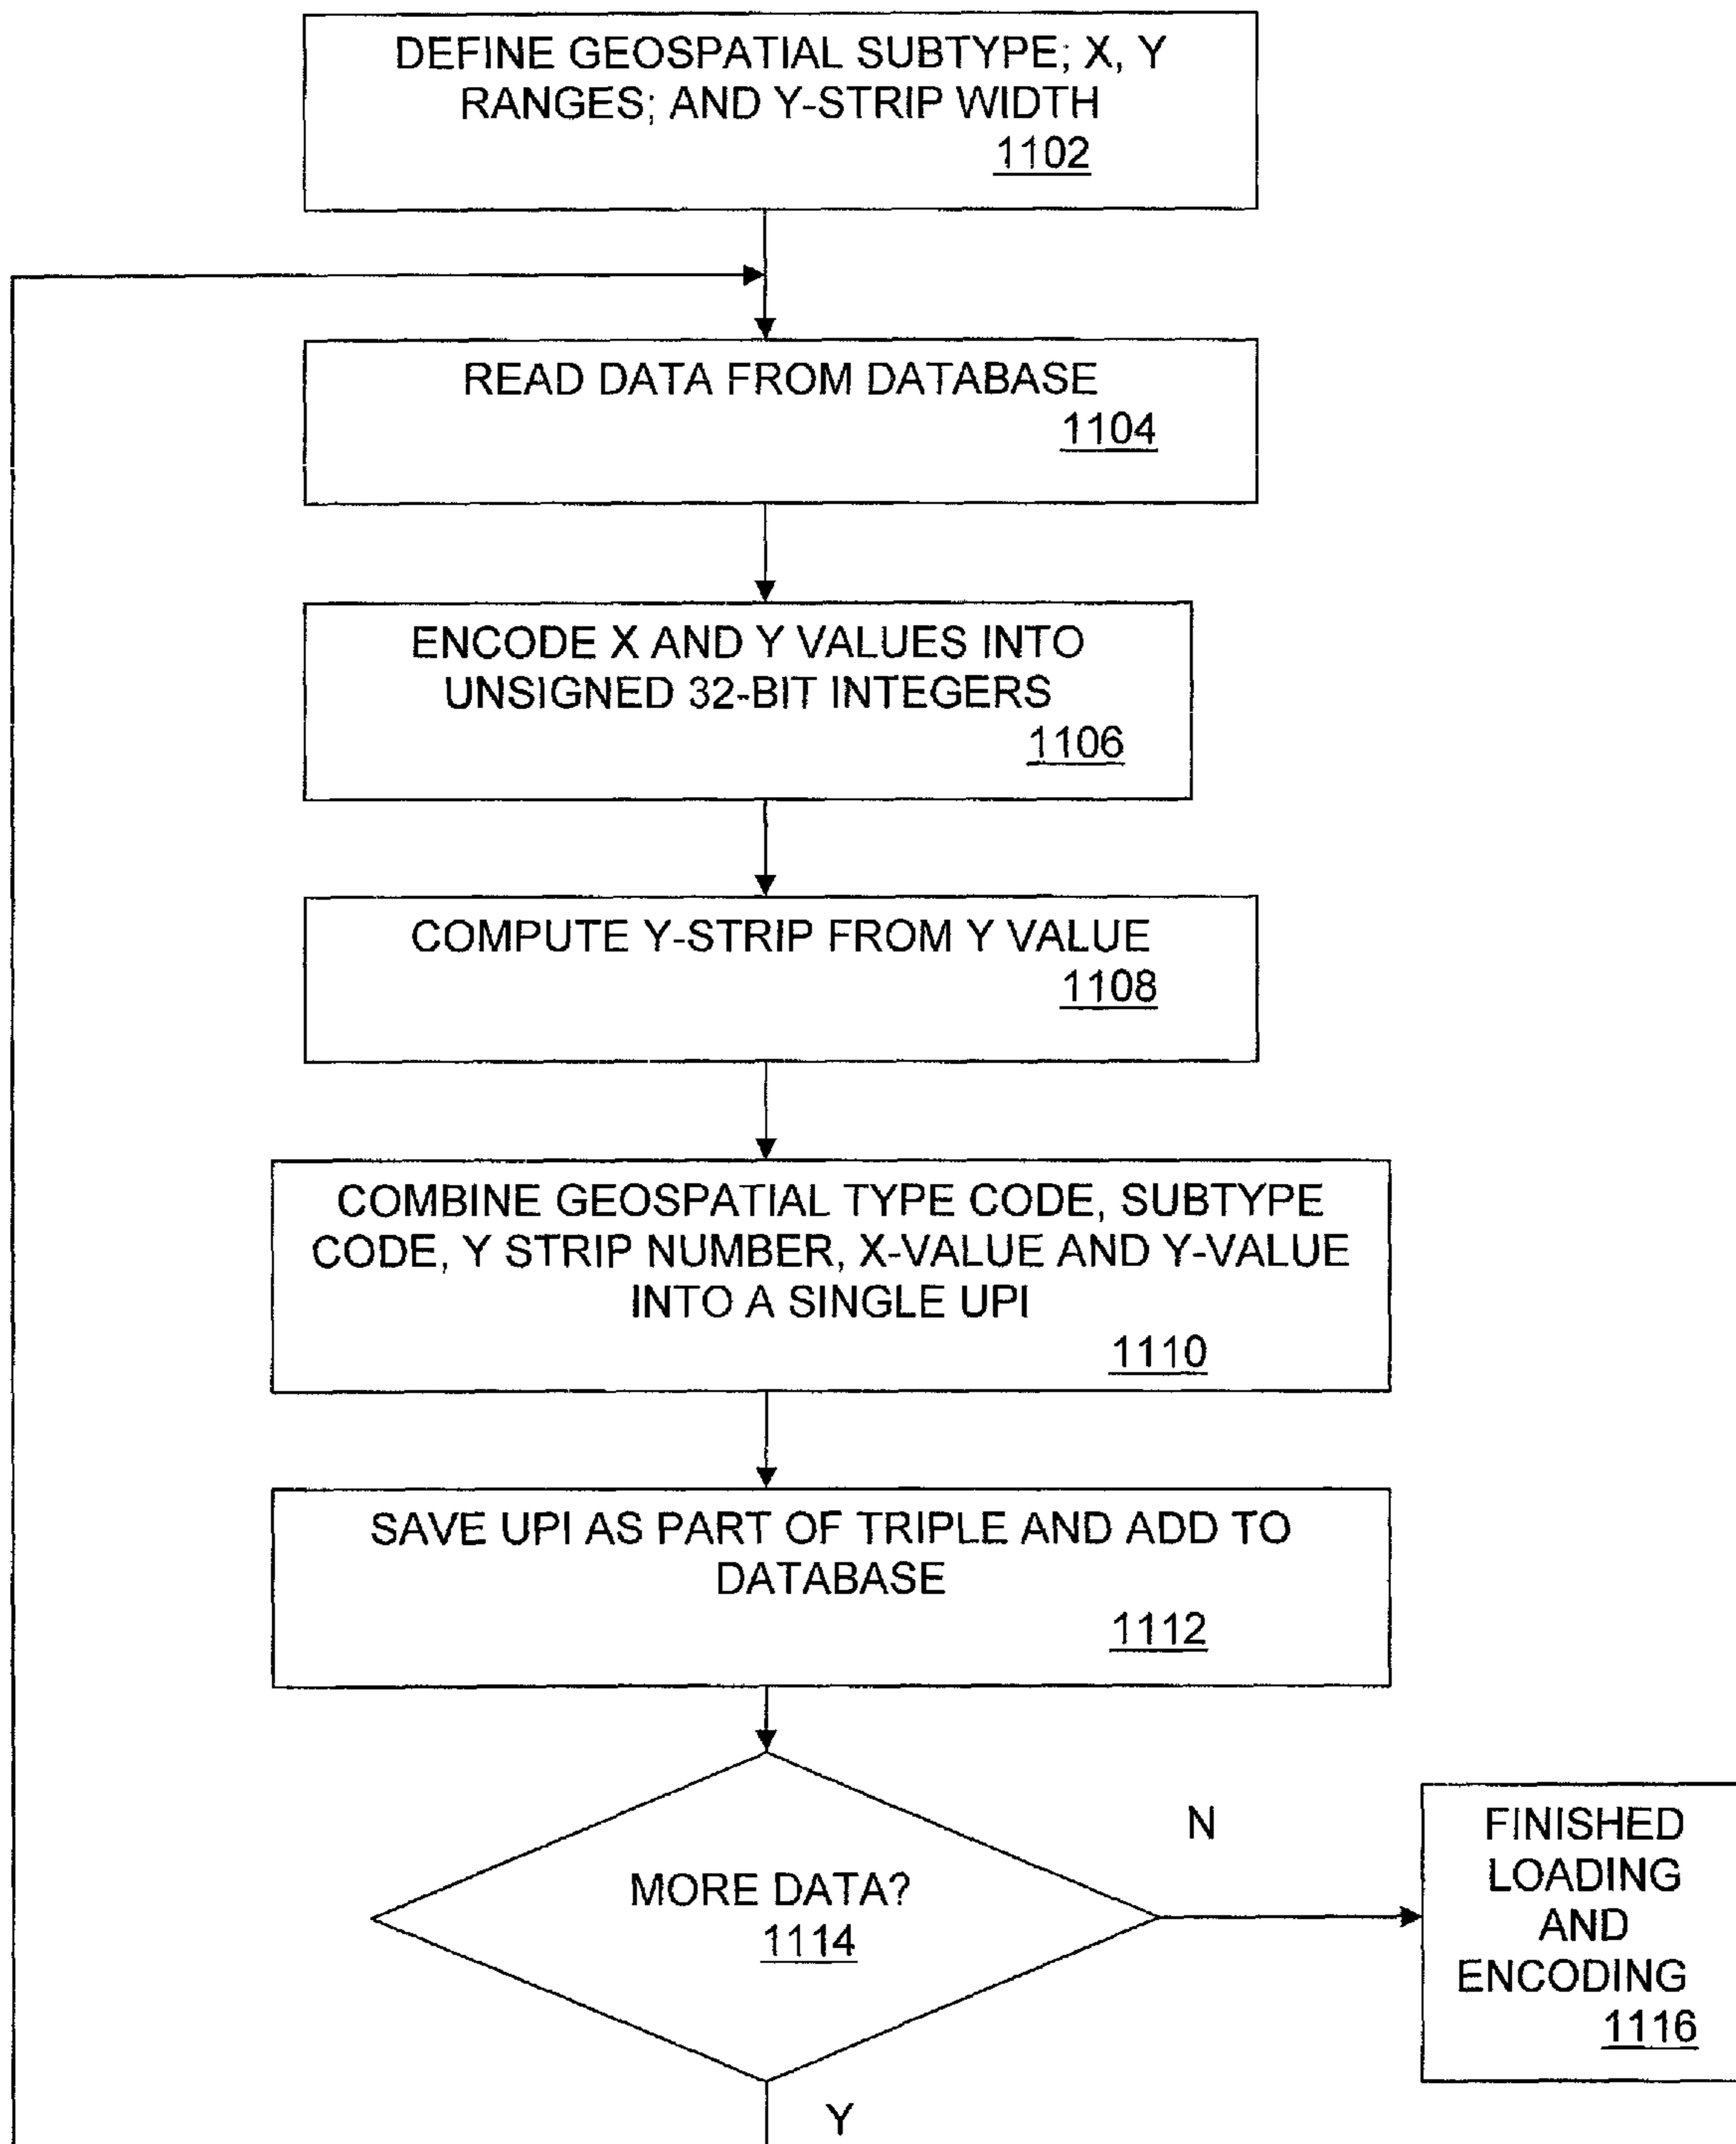 DEFINE GEOSPATIAL SUBTYPE; X, Y
RANGES; AND Y-STRIP WIDTH
1102
READ DATA FROM DATABASE
1104
ENCODE X AND Y VALUES INTO
UNSIGNED 32-BIT INTEGERS
1106
COMPUTE Y-STRIP FROM Y VALUE
1108
COMBINE GEOSPATIAL TYPE CODE, SUBTYPE
CODE, Y STRIP NUMBER, X-VALUE AND Y-VALUE
INTO A SINGLE UPI
1110
SAVE UPI AS PART OF TRIPLE AND ADD TO
DATABASE
1112
MORE DATA?
1114
N
FINISHED
LOADING
AND
ENCODING
1116
Y